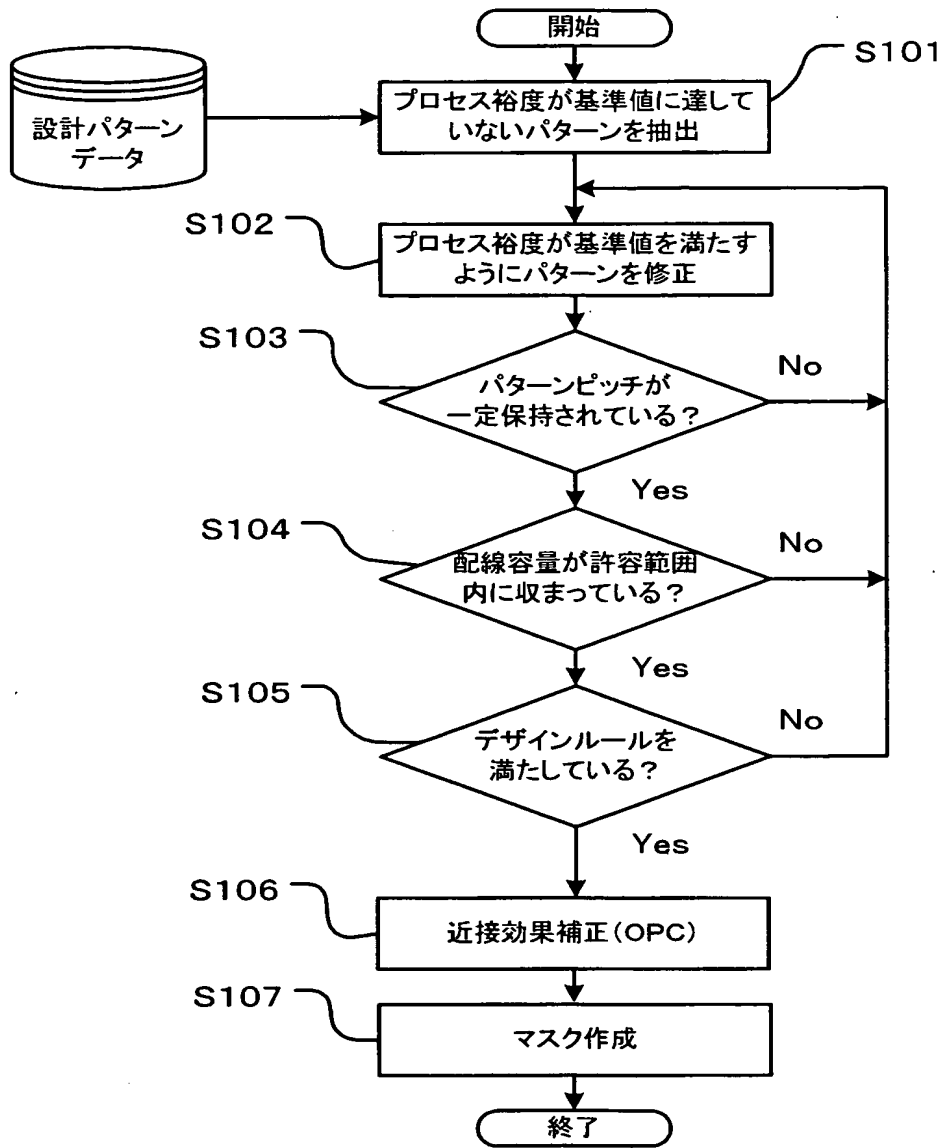 開始
S101
プロセス裕度が基準値に達して
いないパターンを抽出
設計パターン
データ
S102
プロセス裕度が基準値を満たす
ようにパターンを修正
S103
パターンピッチが
一定保持されている?
No
Yes
S104
配線容量が許容範囲
内に収まっている?
No
Yes
S105
デザインルールを
満たしている?
No
Yes
S106
近接効果補正(OPC)
S107
マスク作成
終了